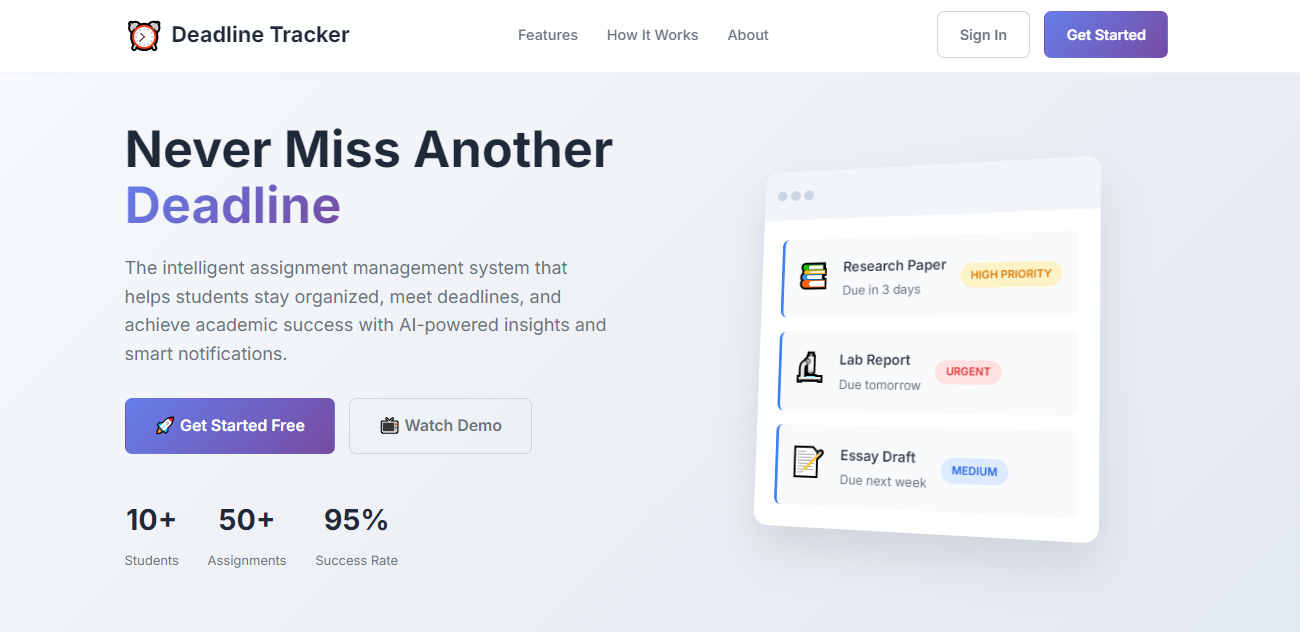 Deadline Tracker
Features
How It Works
About
Sign In
Get Started
Never Miss Another
Deadline
The intelligent assignment management system that
helps students stay organized, meet deadlines, and
achieve academic success with AI-powered insights and
smart notifications.
🚀 Get Started Free
📺 Watch Demo
10+
Students
50+
Assignments
95%
Success Rate
Research Paper
Due in 3 days
HIGH PRIORITY
Lab Report
Due tomorrow
URGENT
Essay Draft
Due next week
MEDIUM